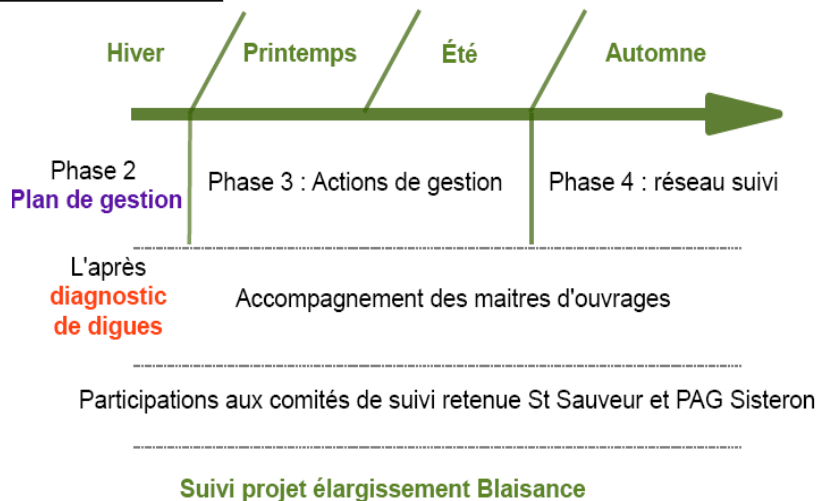 Hiver Printemps Été Automne
Phase 2
Plan de gestion
Phase 3 : Actions de gestion
Phase 4 : réseau suivi
L'après
diagnostic
de digues
Accompagnement des maitres d'ouvrages
Participations aux comités de suivi retenue St Sauveur et PAG Sisteron
Suivi projet élargissement Blaisance